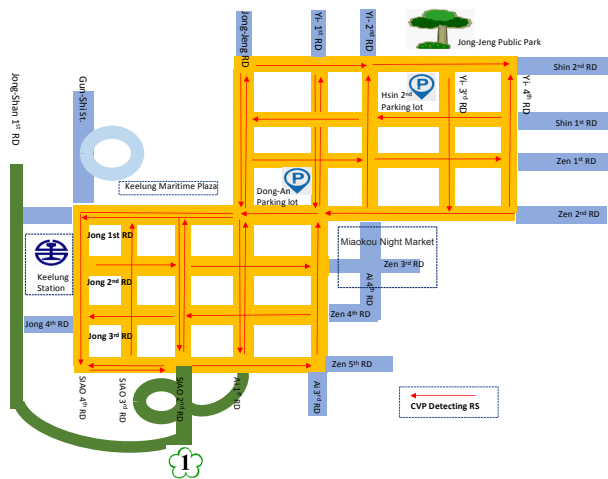 Jong-Jeng RD
Yi- 1st RD
Yi- 2nd RD
Jong-Jeng Public Park
Shin 2nd RD
Jong-Shan 1st RD
Gun-Shi St.
P
Hsin 2nd
Parking lot
Yi- 3rd RD
Yi- 4th RD
Shin 1st RD
Zen 1st RD
P
Keelung Maritime Plaza
Dong-An
Parking lot
Zen 2nd RD
Jong 1st RD
Miaokou Night Market
Keelung
Station
Jong 2nd RD
Zen 3rd RD
Ai 4th RD
Jong 4th RD
Jong 3rd RD
Zen 4th RD
Zen 5th RD
SIAO 4th RD
SIAO 3rd RD
SIAO 2nd RD
Ai 1st RD
Ai 3rd RD
CVP Detecting RS
1